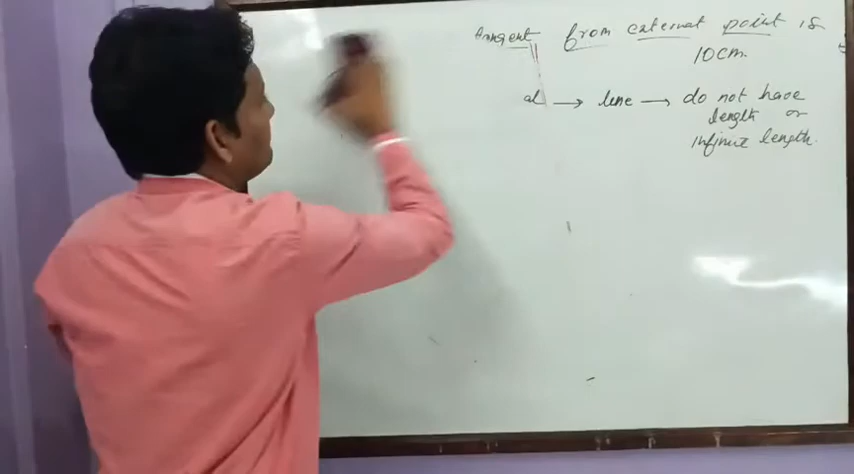 tangent from external point is
10cm
al → line → do not have
length or
infinite length.